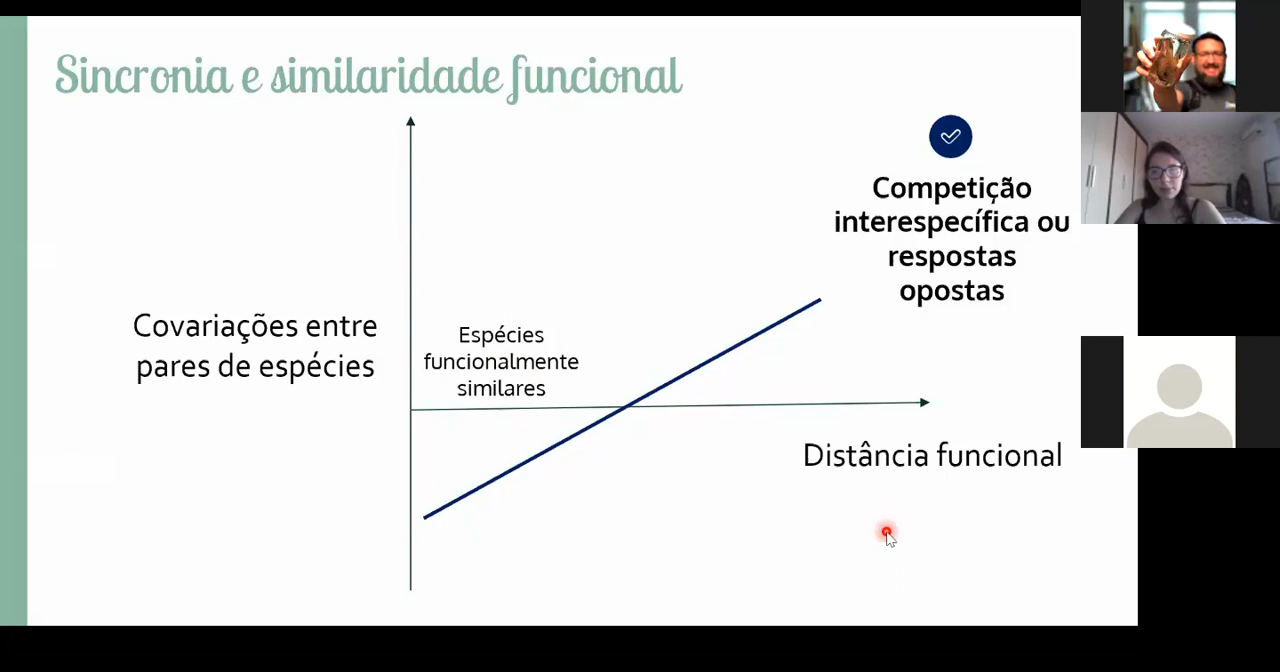 Sincronia e similaridade funcional
Competição
interespecífica ou
respostas
opostas
Covariações entre
pares de espécies
Espécies
funcionalmente
similares
Distância funcional